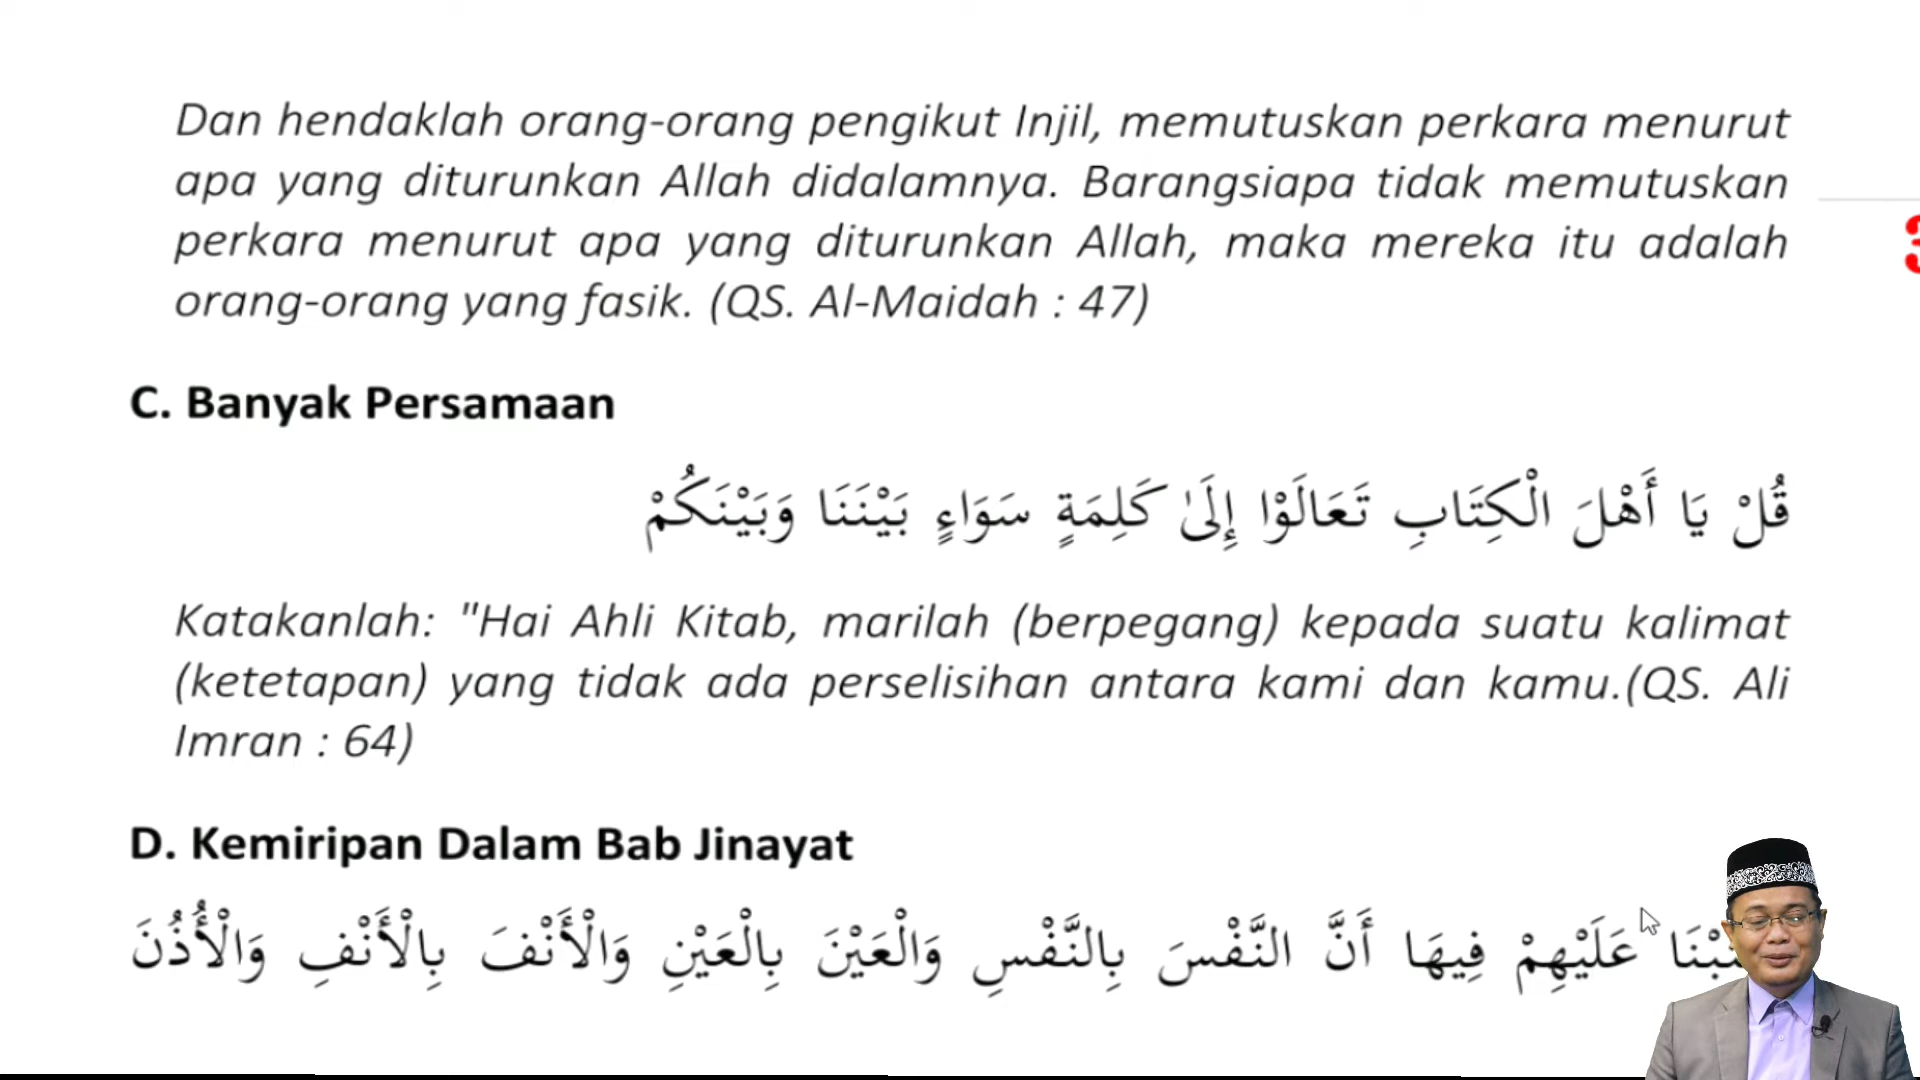 Dan hendaklah orang-orang pengikut Injil, memutuskan perkara menurut
apa yang diturunkan Allah didalamnya. Barangsiapa tidak memutuskan
perkara menurut apa yang diturunkan Allah, maka mereka itu adalah
orang-orang yang fasik. (QS. Al-Maidah : 47)
C. Banyak Persamaan
قُلْ يَا أَهْلَ الْكِتَابِ تَعَالَوْا إِلَىٰ كَلِمَةٍ سَوَاءٍ بَيْنَنَا وَبَيْنَكُمْ
Katakanlah: "Hai Ahli Kitab, marilah (berpegang) kepada suatu kalimat
(ketetapan) yang tidak ada perselisihan antara kami dan kamu.(QS. Ali
Imran : 64)
D. Kemiripan Dalam Bab Jinayat
عَلَيْهِمْ فِيهَا أَنَّ النَّفْسَ بِالنَّفْسِ وَالْعَيْنَ بِالْعَيْنِ وَالْأَنْفَ بِالْأَنْفِ وَالْأُذُنَ